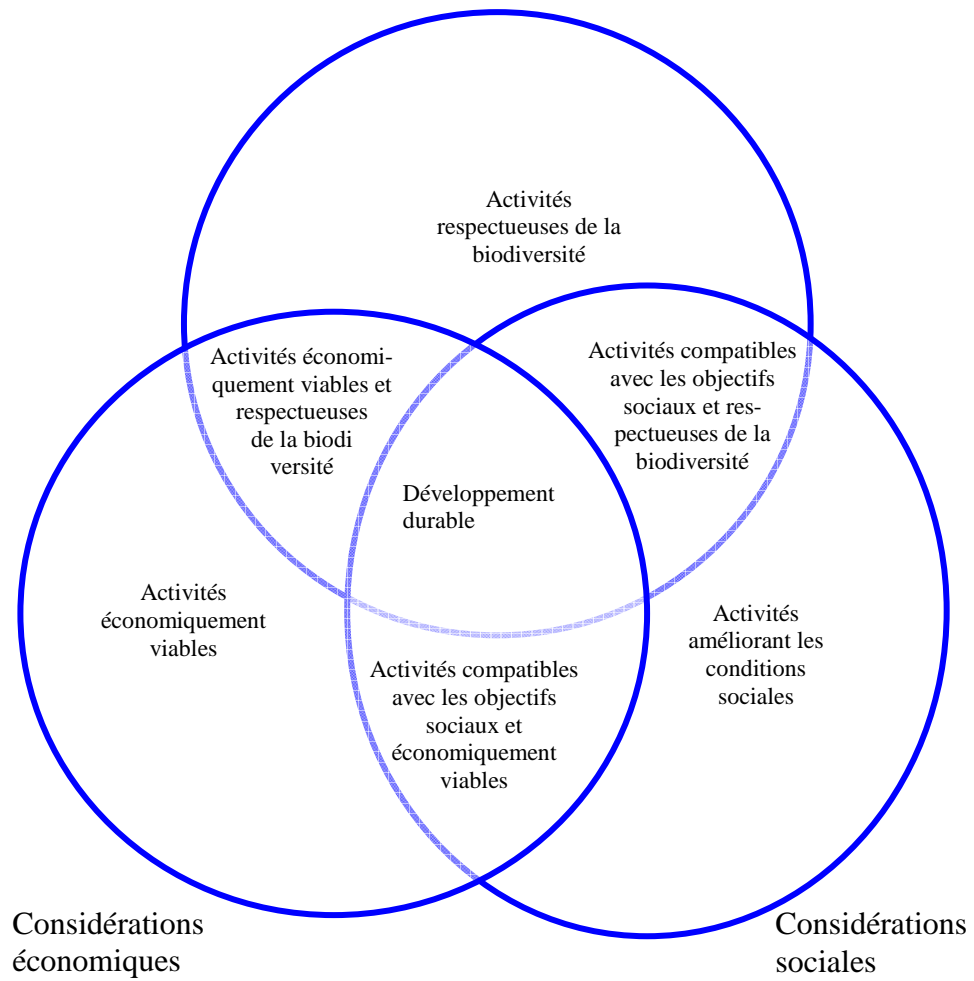 Activités
respectueuses de la
biodiversité
Activités économi-
quement viables et
respectueuses
de la biodi
versité
Activités compatibles
avec les objectifs
sociaux et res-
pectueuses de la
biodiversité
Développement
durable
Activités
économiquement
viables
Activités
améliorant les
conditions
sociales
Activités compatibles
avec les objectifs
sociaux et
économiquement
viables
Considérations
économiques
Considérations
sociales